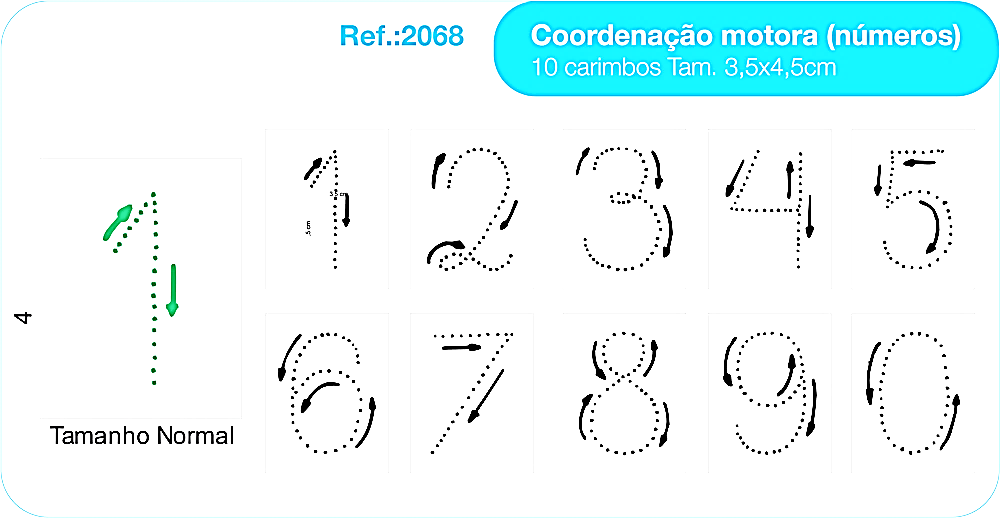 Ref.:2068
Coordenação motora (números)
10 carimbos Tam. 3,5x4,5cm
4
Tamanho Normal
1
1 2 3 4 5
6 7 8 9 0